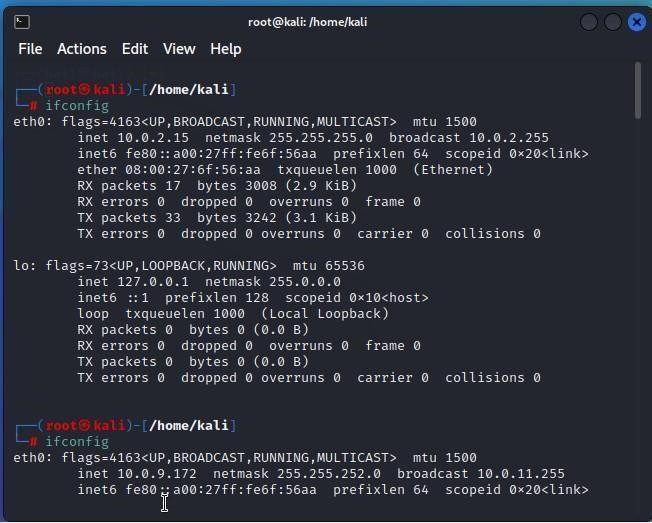 root@kali: /home/kali
File Actions Edit View Help
┌──(root㉿kali)-[/home/kali]
└─# ifconfig
eth0: flags=4163<UP,BROADCAST,RUNNING,MULTICAST>  mtu 1500
        inet 10.0.2.15  netmask 255.255.255.0  broadcast 10.0.2.255
        inet6 fe80::a00:27ff:fe6f:56aa  prefixlen 64  scopeid 0×20<link>
        ether 08:00:27:6f:56:aa  txqueuelen 1000  (Ethernet)
        RX packets 17  bytes 3008 (2.9 KiB)
        RX errors 0  dropped 0  overruns 0  frame 0
        TX packets 33  bytes 3242 (3.1 KiB)
        TX errors 0  dropped 0 overruns 0  carrier 0  collisions 0
lo: flags=73<UP,LOOPBACK,RUNNING>  mtu 65536
        inet 127.0.0.1  netmask 255.0.0.0
        inet6 ::1  prefixlen 128  scopeid 0×10<host>
        loop  txqueuelen 1000  (Local Loopback)
        RX packets 0  bytes 0 (0.0 B)
        RX errors 0  dropped 0  overruns 0  frame 0
        TX packets 0  bytes 0 (0.0 B)
        TX errors 0  dropped 0 overruns 0  carrier 0  collisions 0
┌──(root㉿kali)-[/home/kali]
└─# ifconfig
eth0: flags=4163<UP,BROADCAST,RUNNING,MULTICAST>  mtu 1500
        inet 10.0.9.172  netmask 255.255.252.0  broadcast 10.0.11.255
        inet6 fe80::a00:27ff:fe6f:56aa  prefixlen 64  scopeid 0×20<link>